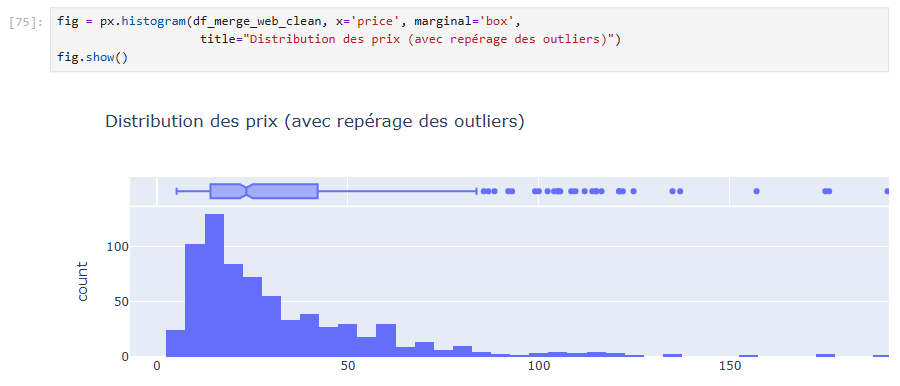 [75]: fig = px.histogram(df_merge_web_clean, x='price', marginal='box',
title="Distribution des prix (avec repérage des outliers)")
fig.show()
Distribution des prix (avec repérage des outliers)
count
100
50
0
0 50 100 150